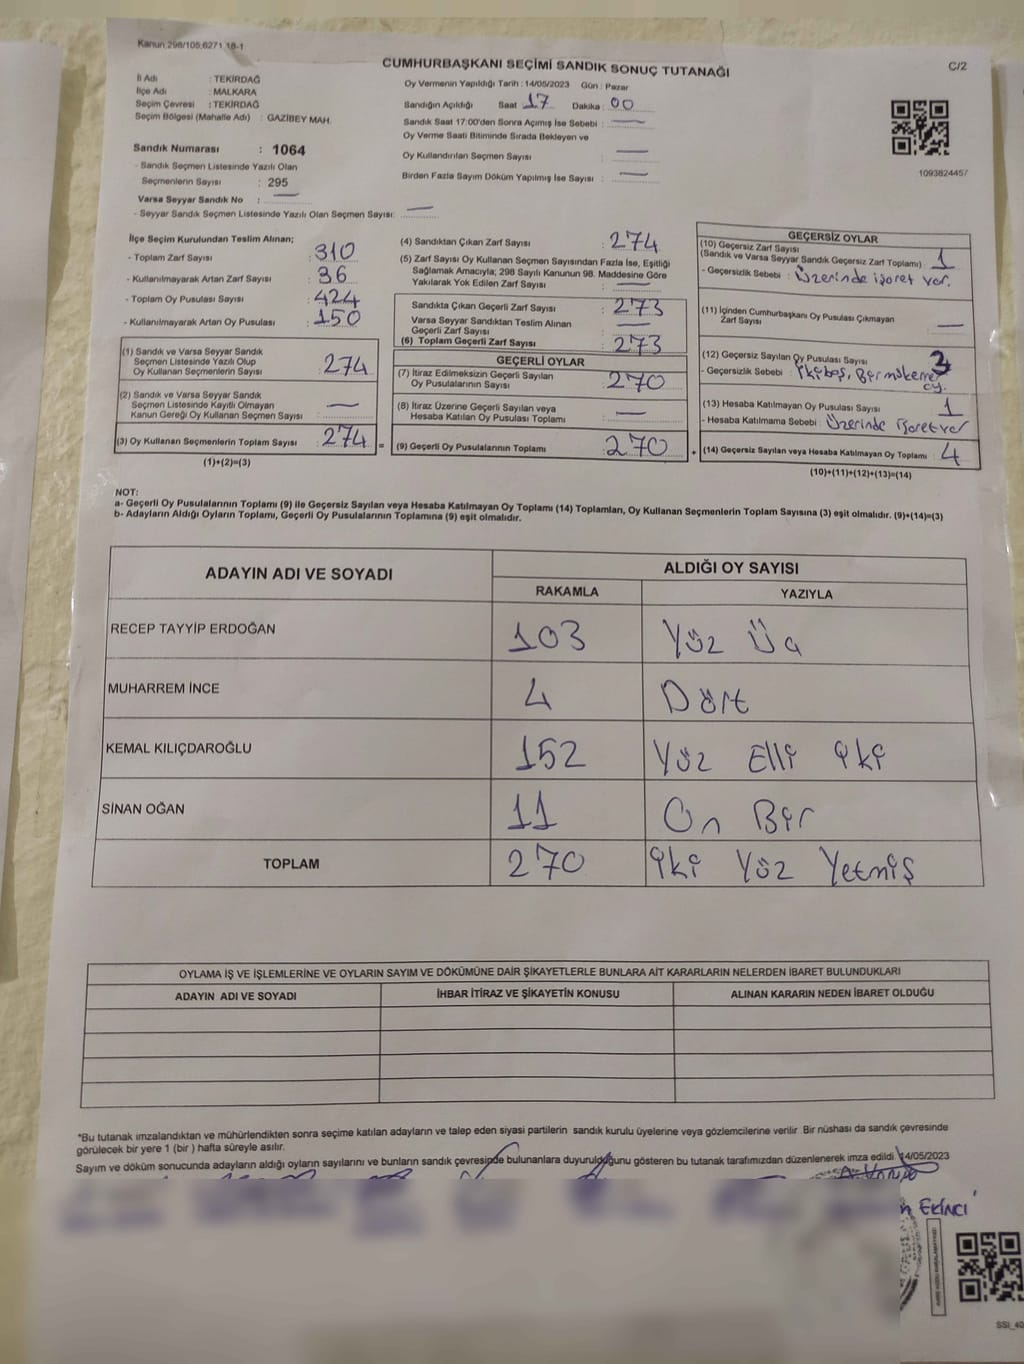 Kanun:298/105,6271,18-1
CUMHURBAŞKANI SEÇİMİ SANDIK SONUÇ TUTANAĞI
C/2
İl Adı : TEKİRDAĞ
İlçe Adı : MALKARA
Seçim Çevresi : TEKİRDAĞ
Seçim Bölgesi (Mahalle Adı) : GAZİBEY MAH.
Sandık Numarası : 1064
- Sandık Seçmen Listesinde Yazılı Olan
Seçmenlerin Sayısı : 295
Varsa Seyyar Sandık No : —
- Seyyar Sandık Seçmen Listesinde Yazılı Olan Seçmen Sayısı: —
Oy Vermenin Yapıldığı Tarih : 14/05/2023 Gün : Pazar
Sandığın Açıldığı Saat 17 Dakika : 00
Sandık Saat 17:00'den Sonra Açılmış İse Sebebi : —
Oy Verme Saati Bitiminde Sırada Bekleyen ve
Oy Kullandırılan Seçmen Sayısı : —
Birden Fazla Sayım Döküm Yapılmış İse Sayısı : —
109382445/
İlçe Seçim Kurulundan Teslim Alınan;
- Toplam Zarf Sayısı : 310
- Kullanılmayarak Artan Zarf Sayısı : 36
- Toplam Oy Pusulası Sayısı : 424
- Kullanılmayarak Artan Oy Pusulası : 150
(1) Sandık ve Varsa Seyyar Sandık
Seçmen Listesinde Yazılı Olup
Oy Kullanan Seçmenlerin Sayısı : 274
(2) Sandık ve Varsa Seyyar Sandık
Seçmen Listesinde Kayıtlı Olmayan
Kanun Gereği Oy Kullanan Seçmen Sayısı : —
(3) Oy Kullanan Seçmenlerin Toplam Sayısı : 274 =
(1)+(2)=(3)
(4) Sandıktan Çıkan Zarf Sayısı : 274
(5) Zarf Sayısı Oy Kullanan Seçmen Sayısından Fazla İse, Eşitliği
Sağlamak Amacıyla; 298 Sayılı Kanunun 98. Maddesine Göre
Yakılarak Yok Edilen Zarf Sayısı : —
Sandıkta Çıkan Geçerli Zarf Sayısı : 273
Varsa Seyyar Sandıktan Teslim Alınan
Geçerli Zarf Sayısı : —
(6) Toplam Geçerli Zarf Sayısı : 273
GEÇERLİ OYLAR
(7) İtiraz Edilmeksizin Geçerli Sayılan
Oy Pusulalarının Sayısı : 270
(8) İtiraz Üzerine Geçerli Sayılan veya
Hesaba Katılan Oy Pusulası Toplamı : —
(9) Geçerli Oy Pusulalarının Toplamı : 270 +
GEÇERSİZ OYLAR
(10) Geçersiz Zarf Sayısı
(Sandık ve Varsa Seyyar Sandık Geçersiz Zarf Toplamı) : 1
- Geçersizlik Sebebi : Üzerinde işaret var.
(11) İçinden Cumhurbaşkanı Oy Pusulası Çıkmayan
Zarf Sayısı : —
(12) Geçersiz Sayılan Oy Pusulası Sayısı
- Geçersizlik Sebebi : İki boş, Bir mükerrer
oy.
(13) Hesaba Katılmayan Oy Pusulası Sayısı : 1
- Hesaba Katılmama Sebebi : Üzerinde işaret var
(14) Geçersiz Sayılan veya Hesaba Katılmayan Oy Toplamı : 4
(10)+(11)+(12)+(13)=(14)
NOT:
a- Geçerli Oy Pusulalarının Toplamı (9) ile Geçersiz Sayılan veya Hesaba Katılmayan Oy Toplamı (14) Toplamları, Oy Kullanan Seçmenlerin Toplam Sayısına (3) eşit olmalıdır. (9)+(14)=(3)
b- Adayların Aldığı Oyların Toplamı, Geçerli Oy Pusulalarının Toplamına (9) eşit olmalıdır.
ADAYIN ADI VE SOYADI
ALDIĞI OY SAYISI
RAKAMLA YAZIYLA
RECEP TAYYİP ERDOĞAN 103 Yüz Üç
MUHARREM İNCE 4 Dört
KEMAL KILIÇDAROĞLU 152 Yüz Elli iki
SİNAN OĞAN 11 On Bir
TOPLAM 270 iki Yüz Yetmiş
OYLAMA İŞ VE İŞLEMLERİNE VE OYLARIN SAYIM VE DÖKÜMÜNE DAİR ŞİKAYETLERLE BUNLARA AİT KARARLARIN NELERDEN İBARET BULUNDUKLARI
ADAYIN ADI VE SOYADI İHBAR İTİRAZ VE ŞİKAYETİN KONUSU ALINAN KARARIN NEDEN İBARET OLDUĞU
*Bu tutanak imzalandıktan ve mühürlendikten sonra seçime katılan adayların ve talep eden siyasi partilerin sandık kurulu üyelerine veya gözlemcilerine verilir. Bir nüshası da sandık çevresinde
görülecek bir yere 1 (bir ) hafta süreyle asılır.
Sayım ve döküm sonucunda adayların aldığı oyların sayılarını ve bunların sandık çevresinde bulunanlara duyurulduğunu gösteren bu tutanak tarafımızdan düzenlenerek imza edildi. 14/05/2023
EKİNCİ
SSI_40